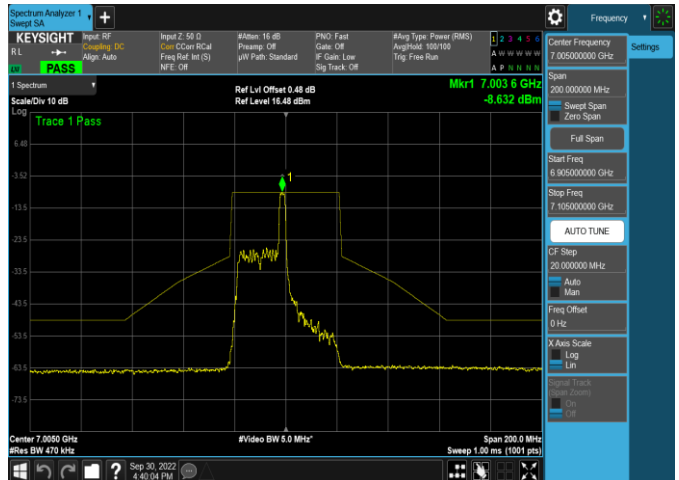 Spectrum Analyzer 1
Swept SA
Frequency
KEYSIGHT
RL
PASS
Input: RF
Coupling: DC
Align: Auto
Input Z: 50 Ω
Corr CCorr RCal
Freq Ref: Int (S)
NFE: Off
#Atten: 16 dB
Preamp: Off
µW Path: Standard
PNO: Fast
Gate: Off
IF Gain: Low
Sig Track: Off
#Avg Type: Power (RMS)
Avg|Hold: 100/100
Trig: Free Run
1 2 3 4 5 6
A W W W W W
A P N N N N
1 Spectrum
Scale/Div 10 dB
Log
Ref Lvl Offset 0.48 dB
Ref Level 16.48 dBm
Mkr1 7.003 6 GHz
-8.632 dBm
Trace 1 Pass
6.48
-3.52
-13.5
-23.5
-33.5
-43.5
-53.5
-63.5
-73.5
1
Center 7.0050 GHz
#Res BW 470 kHz
#Video BW 5.0 MHz*
Span 200.0 MHz
Sweep 1.00 ms (1001 pts)
Sep 30, 2022
4:40:04 PM
Center Frequency
7.005000000 GHz
Span
200.000000 MHz
Swept Span
Zero Span
Full Span
Start Freq
6.905000000 GHz
Stop Freq
7.105000000 GHz
AUTO TUNE
CF Step
20.000000 MHz
Auto
Man
Freq Offset
0 Hz
X Axis Scale
Log
Lin
Signal Track
(Span Zoom)
On
Off
Settings